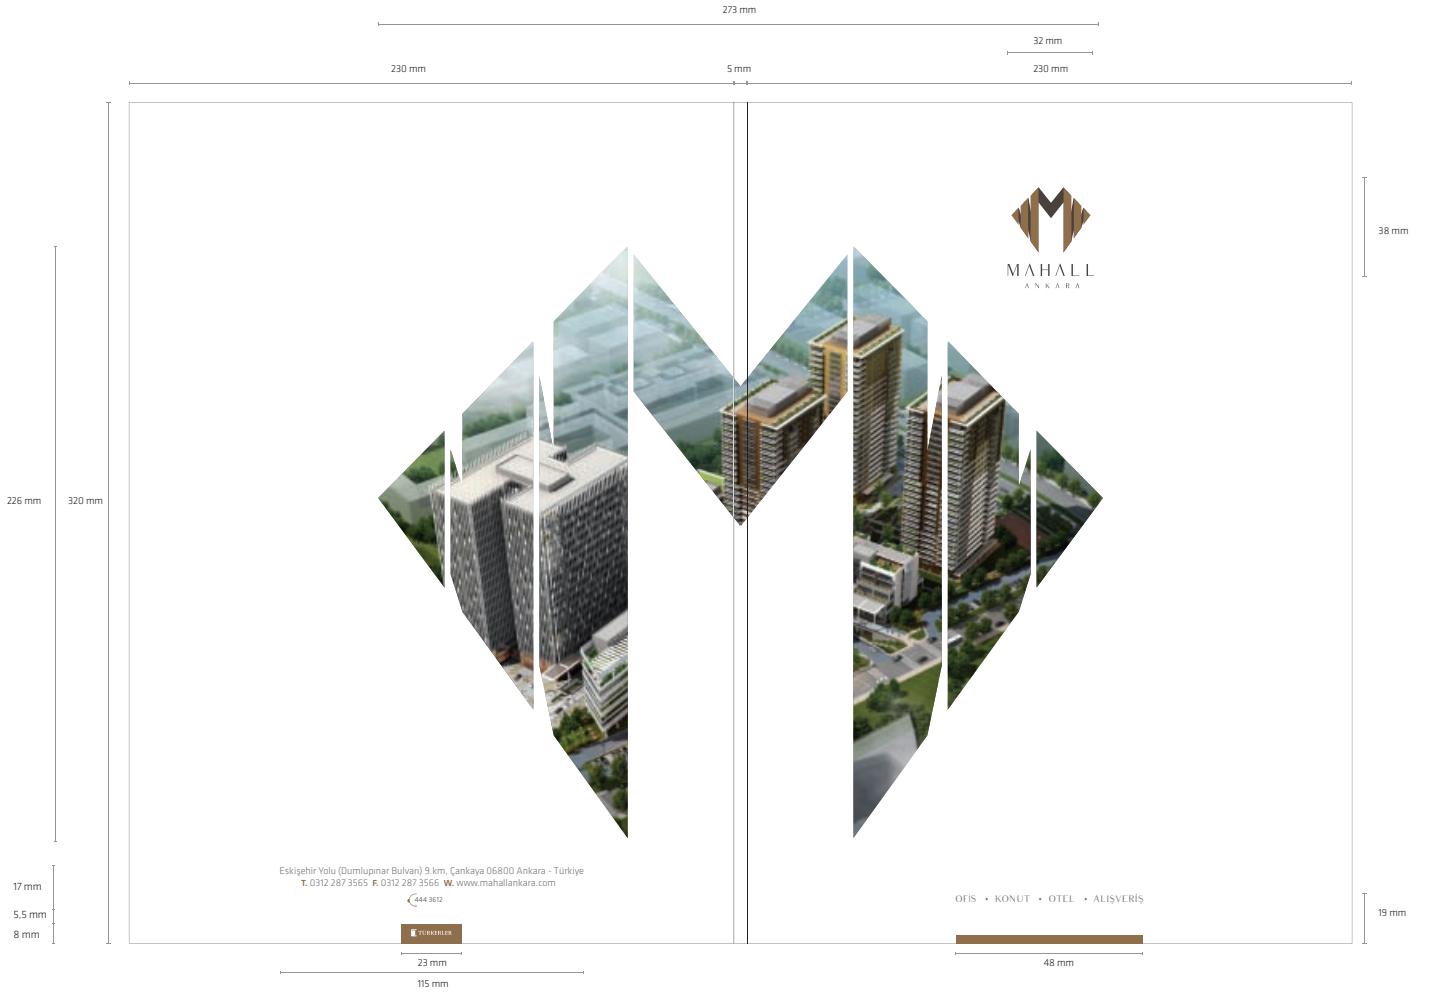 273 mm
32 mm
230 mm
5 mm
230 mm
38 mm
MAHALL
ANKARA
226 mm
320 mm
Eskişehir Yolu (Dumlupınar Bulvarı) 9.km, Çankaya 06800 Ankara - Türkiye
T. 0312 287 3565 F. 0312 287 3566 W. www.mahallankara.com
444 3612
17 mm
5,5 mm
8 mm
TÜRKERLER
OFİS • KONUT • OTEL • ALIŞVERİŞ
19 mm
23 mm
48 mm
115 mm